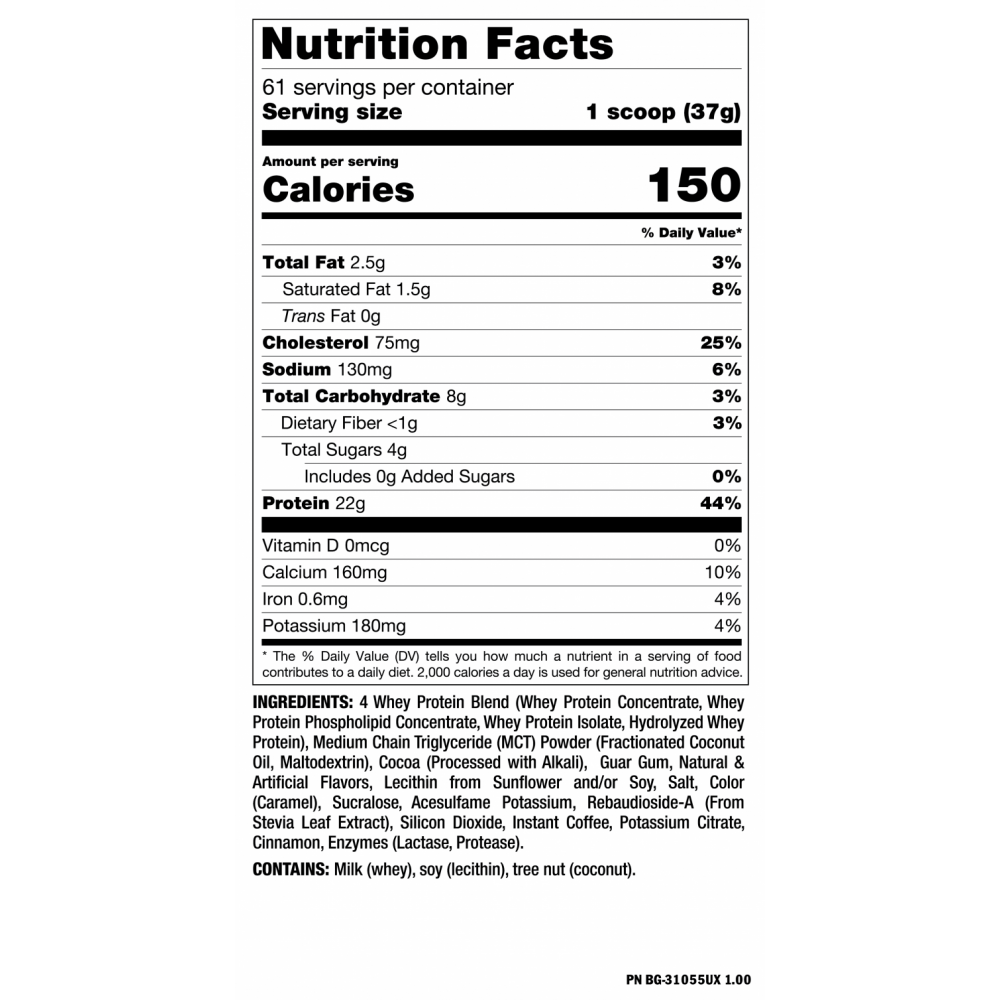 Nutrition Facts
61 servings per container
Serving size 1 scoop (37g)
Amount per serving
Calories 150
% Daily Value*
Total Fat 2.5g 3%
Saturated Fat 1.5g 8%
Trans Fat 0g
Cholesterol 75mg 25%
Sodium 130mg 6%
Total Carbohydrate 8g 3%
Dietary Fiber <1g 3%
Total Sugars 4g
Includes 0g Added Sugars 0%
Protein 22g 44%
Vitamin D 0mcg 0%
Calcium 160mg 10%
Iron 0.6mg 4%
Potassium 180mg 4%
* The % Daily Value (DV) tells you how much a nutrient in a serving of food
contributes to a daily diet. 2,000 calories a day is used for general nutrition advice.
INGREDIENTS: 4 Whey Protein Blend (Whey Protein Concentrate, Whey
Protein Phospholipid Concentrate, Whey Protein Isolate, Hydrolyzed Whey
Protein), Medium Chain Triglyceride (MCT) Powder (Fractionated Coconut
Oil, Maltodextrin), Cocoa (Processed with Alkali), Guar Gum, Natural &
Artificial Flavors, Lecithin from Sunflower and/or Soy, Salt, Color
(Caramel), Sucralose, Acesulfame Potassium, Rebaudioside-A (From
Stevia Leaf Extract), Silicon Dioxide, Instant Coffee, Potassium Citrate,
Cinnamon, Enzymes (Lactase, Protease).
CONTAINS: Milk (whey), soy (lecithin), tree nut (coconut).
PN BG-31055UX 1.00